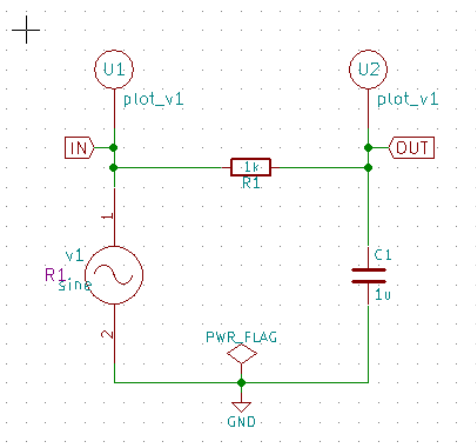 U1
U2
plot_v1
plot_v1
IN
OUT
1k
R1
1
v1
R1
sine
C1
1u
2
PWR_FLAG
GND